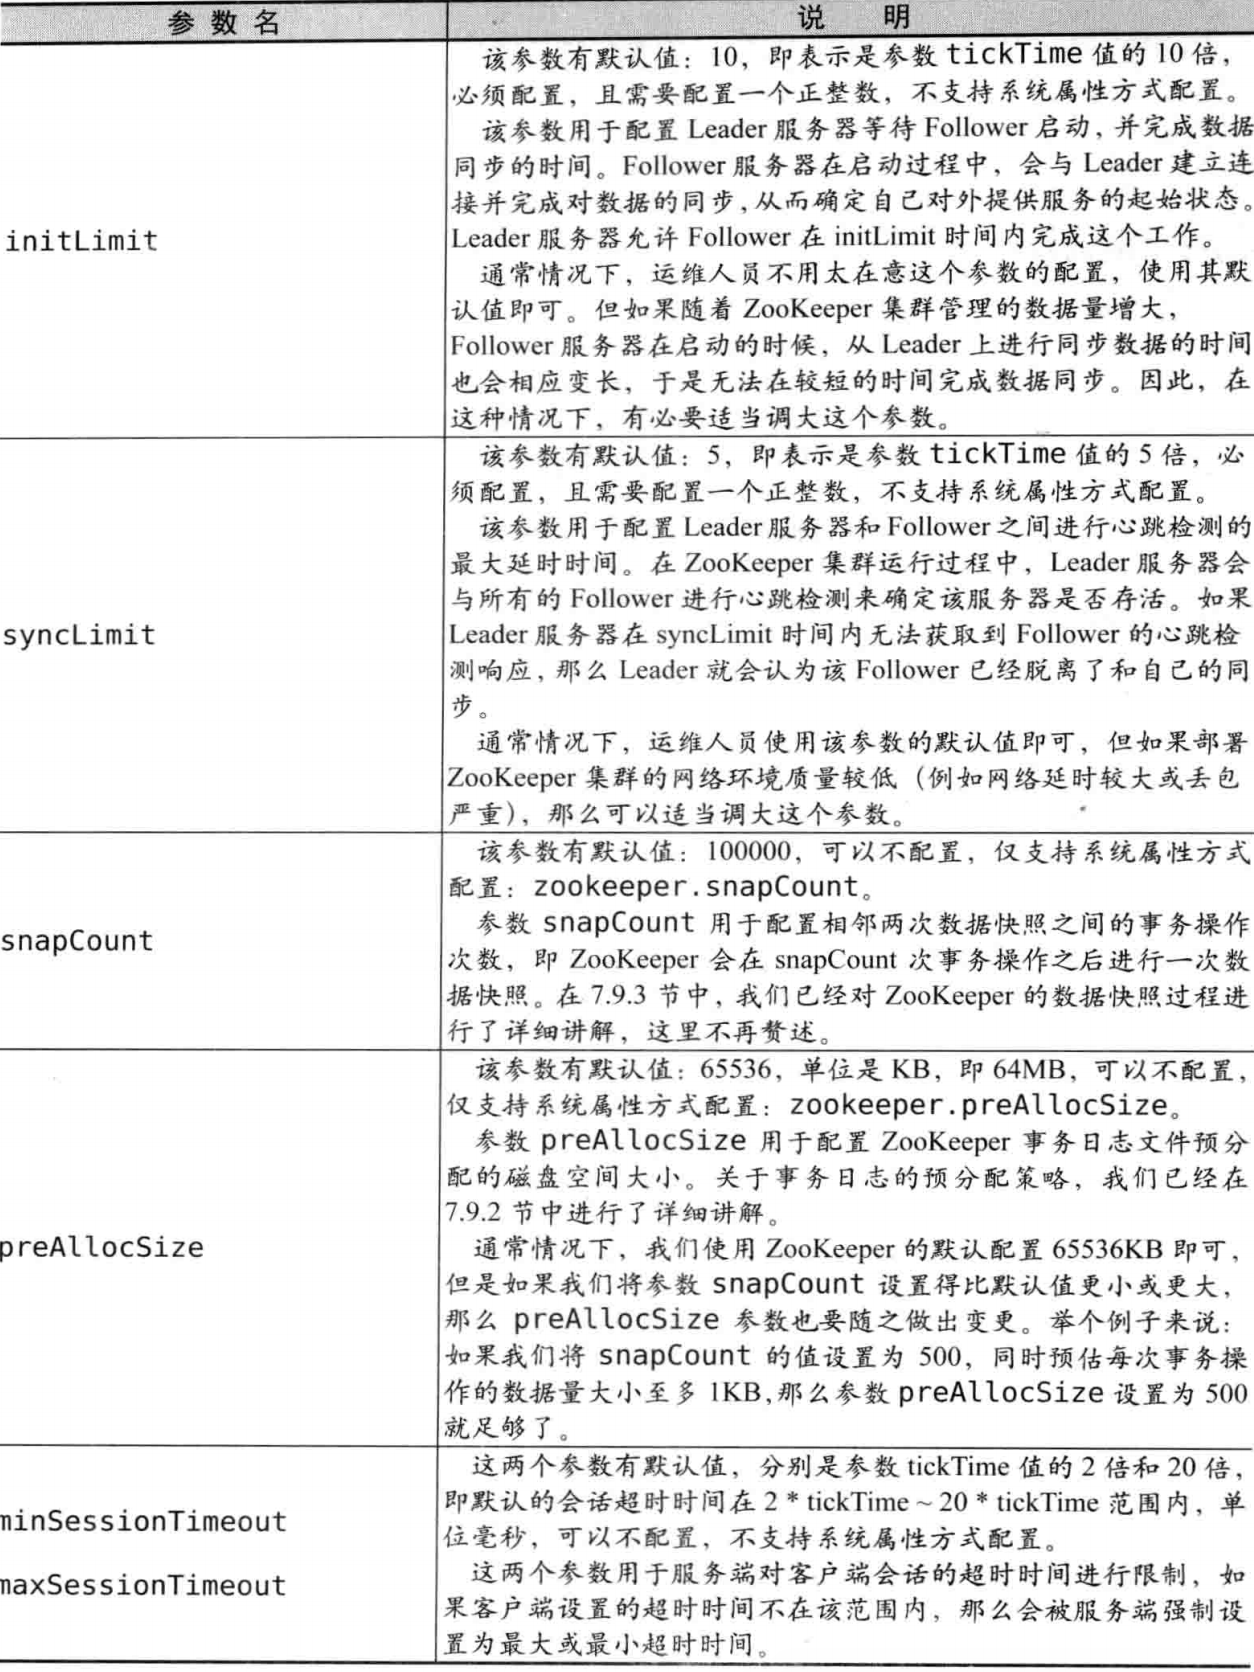 参数名 说明
initLimit
该参数有默认值：10，即表示是参数 tickTime 值的 10 倍，
必须配置，且需要配置一个正整数，不支持系统属性方式配置。
该参数用于配置 Leader 服务器等待 Follower 启动，并完成数据
同步的时间。Follower 服务器在启动过程中，会与 Leader 建立连
接并完成对数据的同步，从而确定自己对外提供服务的起始状态。
Leader 服务器允许 Follower 在 initLimit 时间内完成这个工作。
通常情况下，运维人员不用太在意这个参数的配置，使用其默
认值即可。但如果随着 ZooKeeper 集群管理的数据量增大，
Follower 服务器在启动的时候，从 Leader 上进行同步数据的时间
也会相应变长，于是无法在较短的时间完成数据同步。因此，在
这种情况下，有必要适当调大这个参数。
syncLimit
该参数有默认值：5，即表示是参数 tickTime 值的 5 倍，必
须配置，且需要配置一个正整数，不支持系统属性方式配置。
该参数用于配置 Leader 服务器和 Follower 之间进行心跳检测的
最大延时时间。在 ZooKeeper 集群运行过程中，Leader 服务器会
与所有的 Follower 进行心跳检测来确定该服务器是否存活。如果
Leader 服务器在 syncLimit 时间内无法获取到 Follower 的心跳检
测响应，那么 Leader 就会认为该 Follower 已经脱离了和自己的同
步。
通常情况下，运维人员使用该参数的默认值即可，但如果部署
ZooKeeper 集群的网络环境质量较低（例如网络延时较大或丢包
严重），那么可以适当调大这个参数。
snapCount
该参数有默认值：100000，可以不配置，仅支持系统属性方式
配置：zookeeper.snapCount。
参数 snapCount 用于配置相邻两次数据快照之间的事务操作
次数，即 ZooKeeper 会在 snapCount 次事务操作之后进行一次数
据快照。在 7.9.3 节中，我们已经对 ZooKeeper 的数据快照过程进
行了详细讲解，这里不再赘述。
preAllocSize
该参数有默认值：65536，单位是 KB，即 64MB，可以不配置，
仅支持系统属性方式配置：zookeeper.preAllocSize。
参数 preAllocSize 用于配置 ZooKeeper 事务日志文件预分
配的磁盘空间大小。关于事务日志的预分配策略，我们已经在
7.9.2 节中进行了详细讲解。
通常情况下，我们使用 ZooKeeper 的默认配置 65536KB 即可，
但是如果我们将参数 snapCount 设置得比默认值更小或更大，
那么 preAllocSize 参数也要随之做出变更。举个例子来说：
如果我们将 snapCount 的值设置为 500，同时预估每次事务操
作的数据量大小至多 1KB，那么参数 preAllocSize 设置为 500
就足够了。
minSessionTimeout
maxSessionTimeout
这两个参数有默认值，分别是参数 tickTime 值的 2 倍和 20 倍，
即默认的会话超时时间在 2 * tickTime ~ 20 * tickTime 范围内，单
位毫秒，可以不配置，不支持系统属性方式配置。
这两个参数用于服务端对客户端会话的超时时间进行限制，如
果客户端设置的超时时间不在该范围内，那么会被服务端强制设
置为最大或最小超时时间。